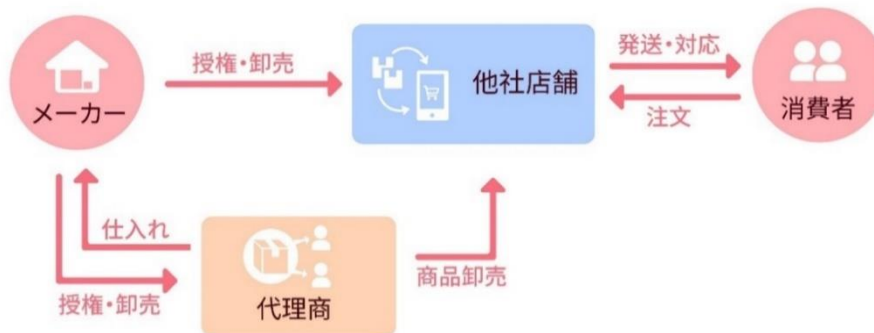 授権・卸売
発送・対応
他社店舗
メーカー
注文
消費者
仕入れ
商品卸売
授権・卸売
代理商